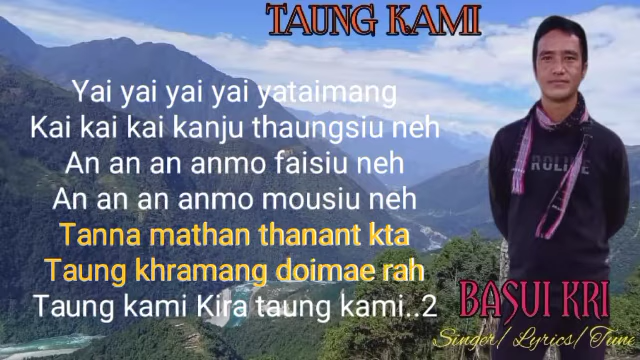 TAUNG KAMI
Yai yai yai yai yataimang
Kai kai kai kanju thaungsiu neh
An an an anmo faisiu neh
An an an anmo mousiu neh
Tanna mathan thanant kta
Taung khramang doimae rah
Taung kami Kira taung kami..2
BASUI KRI
Singer/ Lyrics/ Tune